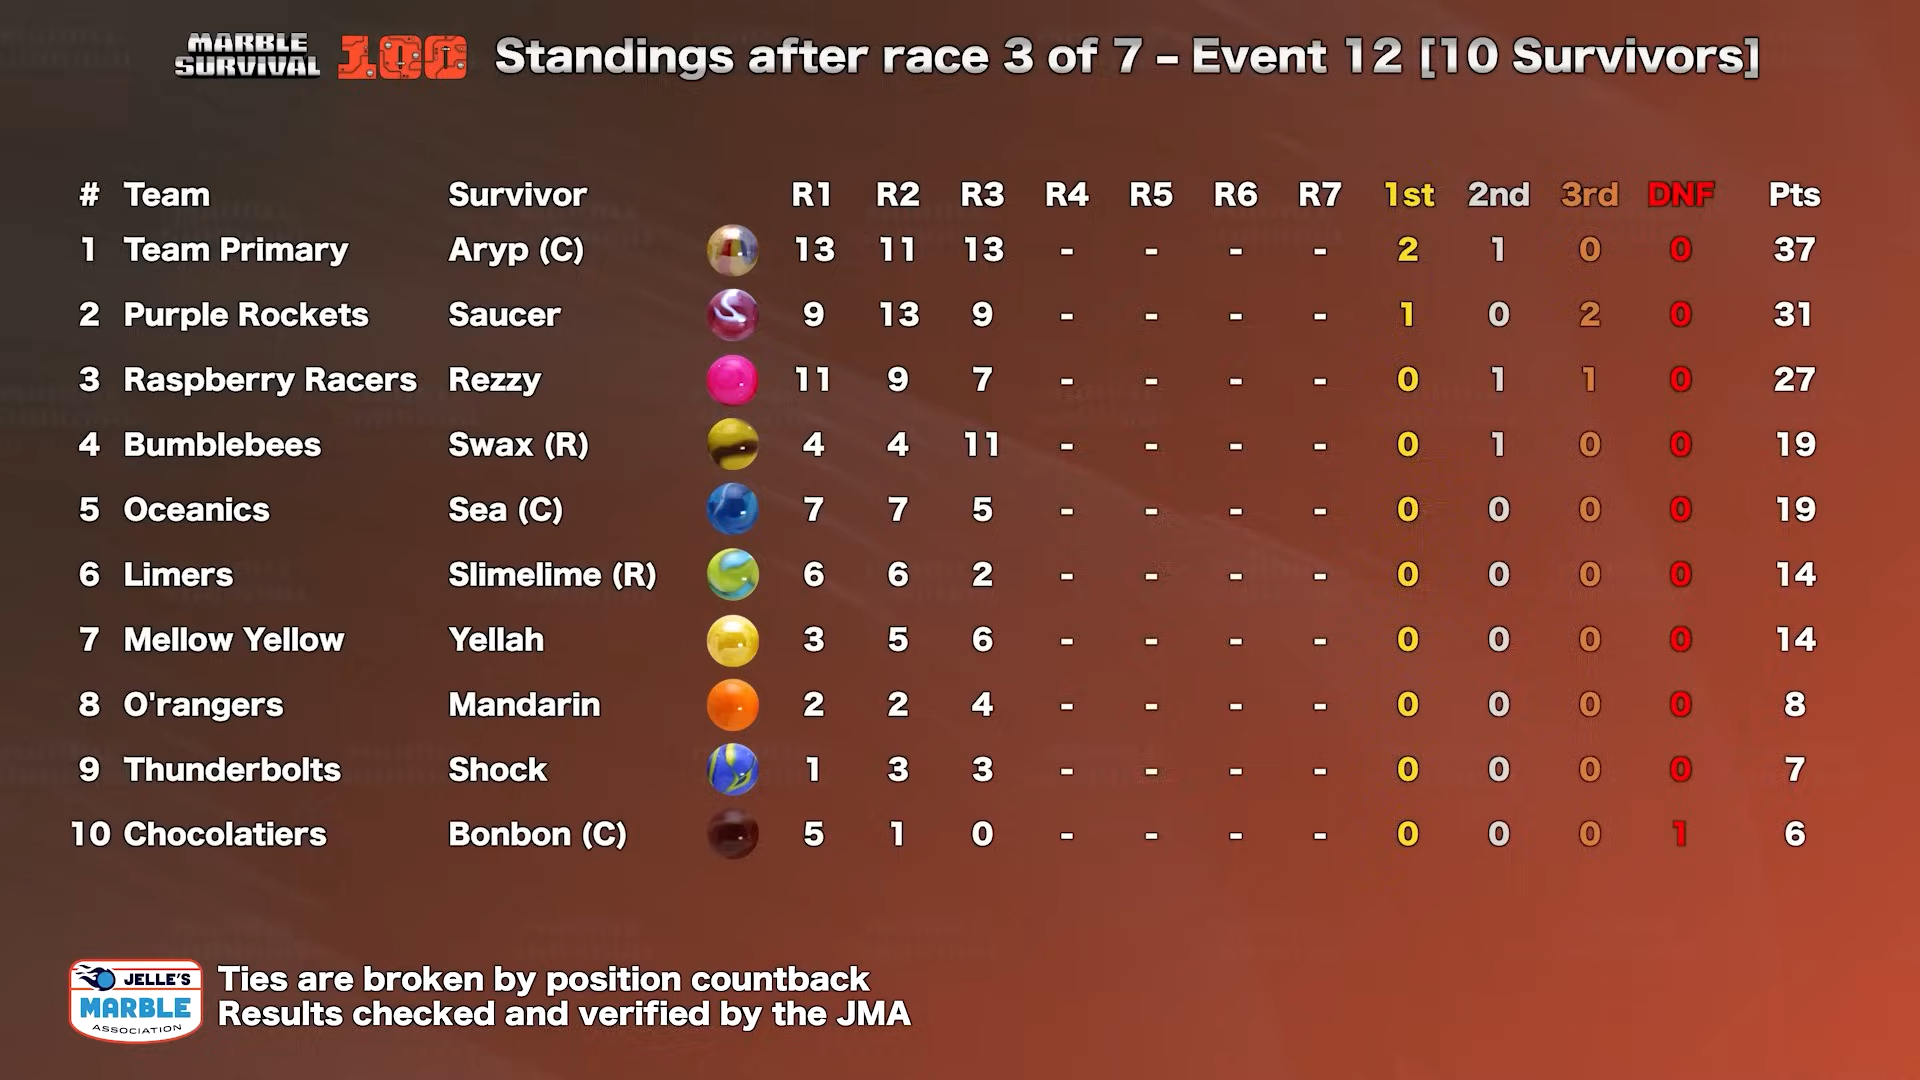 MARBLE SURVIVAL 100 Standings after race 3 of 7 – Event 12 [10 Survivors]
# Team Survivor R1 R2 R3 R4 R5 R6 R7 1st 2nd 3rd DNF Pts
1 Team Primary Aryp (C) 13 11 13 - - - - 2 1 0 0 37
2 Purple Rockets Saucer 9 13 9 - - - - 1 0 2 0 31
3 Raspberry Racers Rezzy 11 9 7 - - - - 0 1 1 0 27
4 Bumblebees Swax (R) 4 4 11 - - - - 0 1 0 0 19
5 Oceanics Sea (C) 7 7 5 - - - - 0 0 0 0 19
6 Limers Slimelime (R) 6 6 2 - - - - 0 0 0 0 14
7 Mellow Yellow Yellah 3 5 6 - - - - 0 0 0 0 14
8 O'rangers Mandarin 2 2 4 - - - - 0 0 0 0 8
9 Thunderbolts Shock 1 3 3 - - - - 0 0 0 0 7
10 Chocolatiers Bonbon (C) 5 1 0 - - - - 0 0 0 1 6
JELLE'S
MARBLE
ASSOCIATION
Ties are broken by position countback
Results checked and verified by the JMA